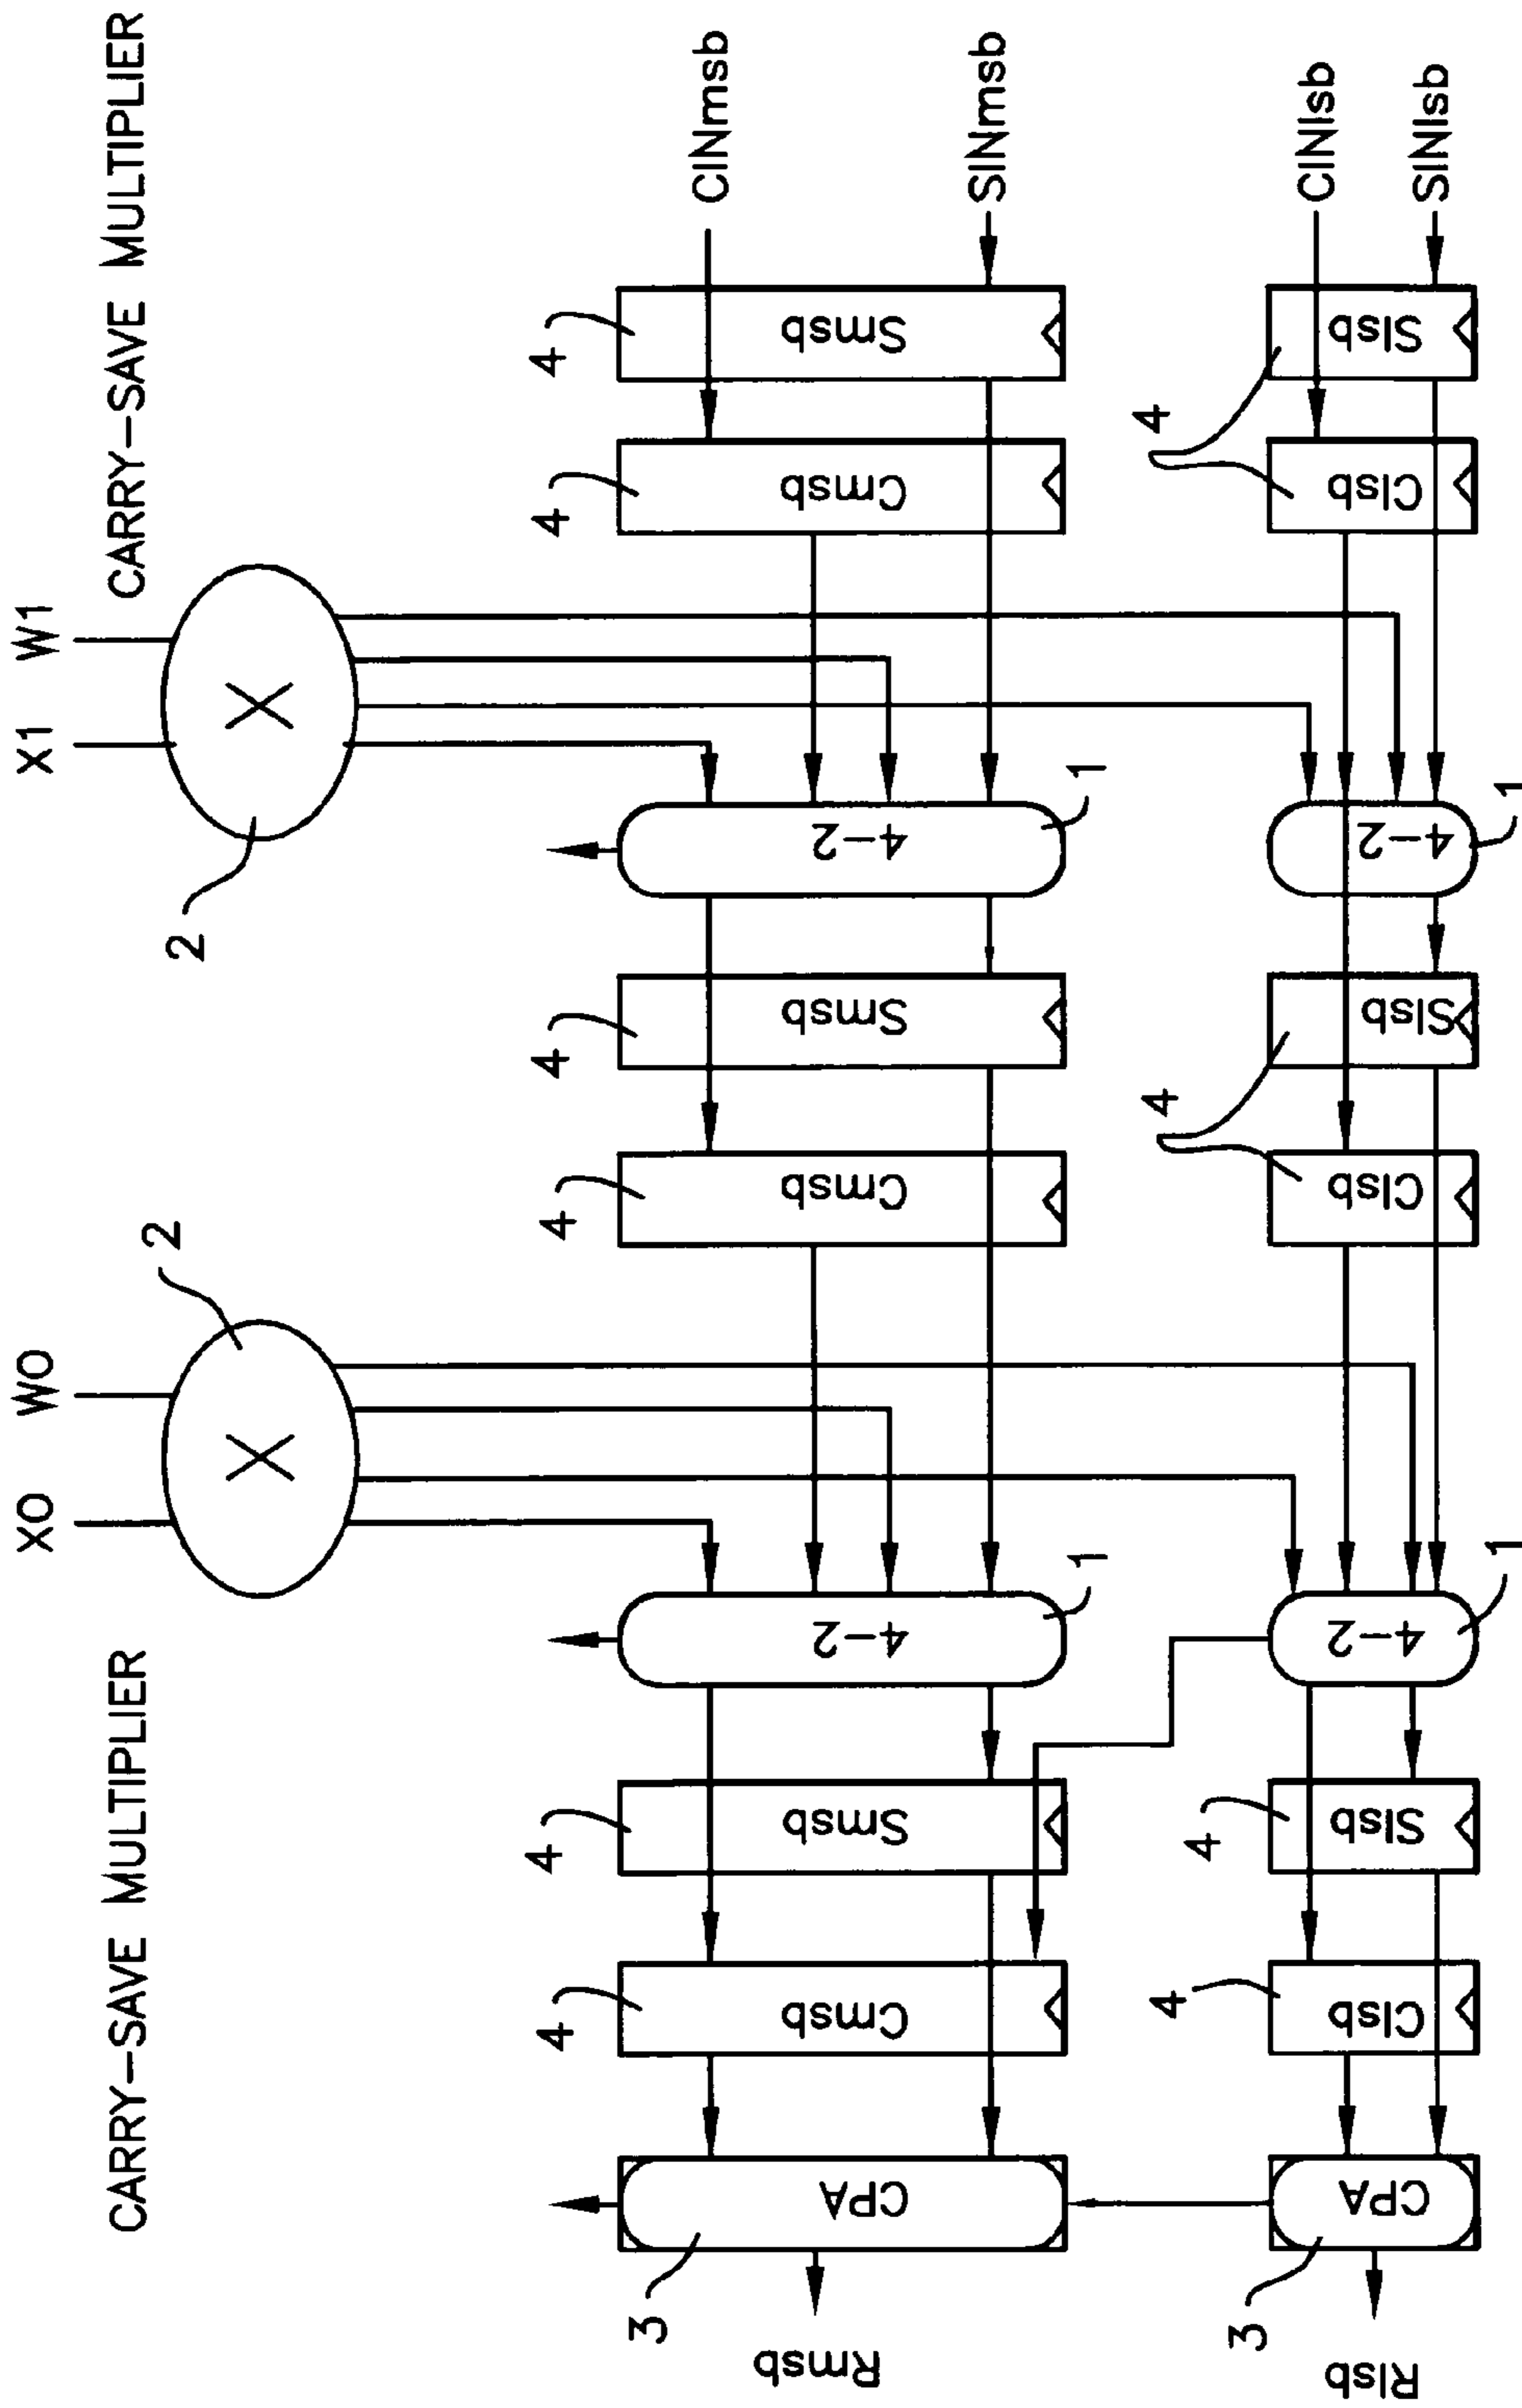 CARRY-SAVE MULTIPLIER
CARRY-SAVE MULTIPLIER
X0
W0
X1
W1
2
2
X
X
CINmsb
SINmsb
CINlsb
SINlsb
4
Smsb
4
Cmsb
4
Slsb
Clsb
4-2
1
4-2
1
4
Smsb
4
Cmsb
4
Slsb
Clsb
4-2
1
4-2
1
4
Smsb
4
Cmsb
4
Slsb
4
Clsb
CPA
3
CPA
3
Rmsb
Rlsb